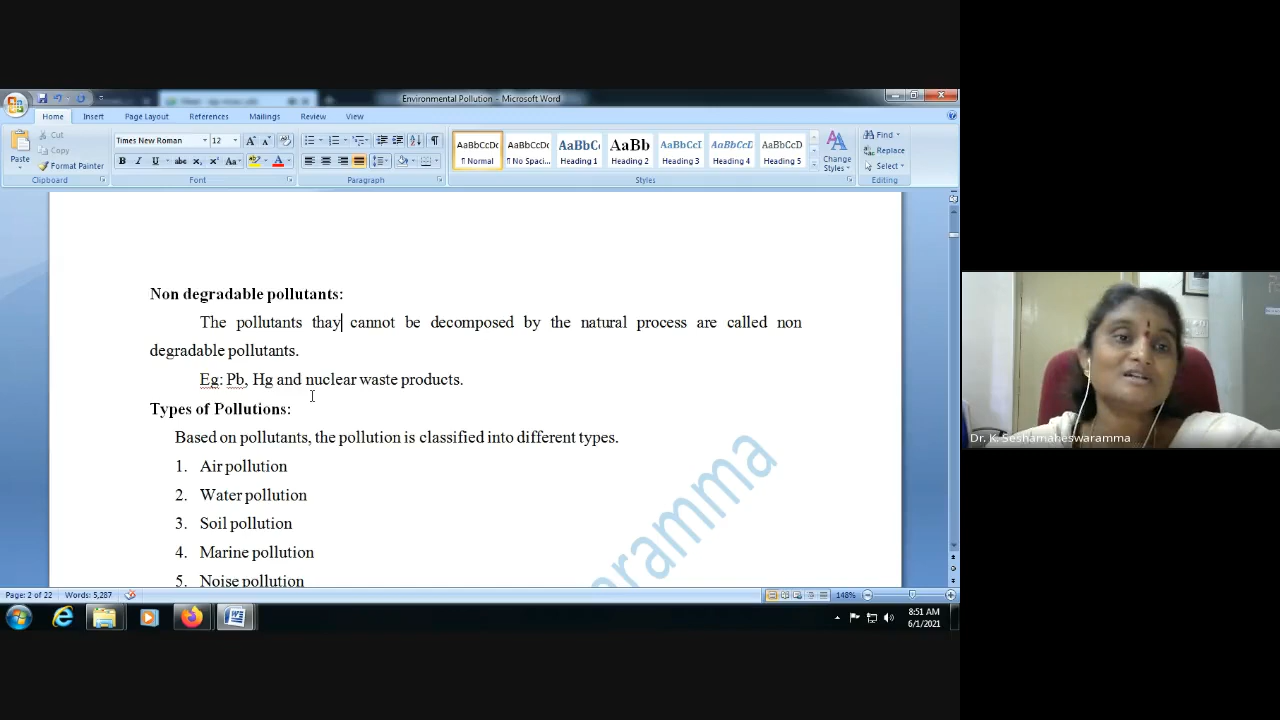 Environmental Pollution - Microsoft Word
Home Insert Page Layout References Mailings Review View
Paste
Cut
Copy
Format Painter
Clipboard
Times New Roman 12
Font
Paragraph
AaBbCcDc AaBbCcDc AaBbC AaBb AaBbCcI AaBbCcD AaBbCcD
¶ Normal ¶ No Spaci... Heading 1 Heading 2 Heading 3 Heading 4 Heading 5
Change Styles
Styles
Find
Replace
Select
Editing
Non degradable pollutants:
The pollutants thay cannot be decomposed by the natural process are called non
degradable pollutants.
Eg: Pb, Hg and nuclear waste products.
Types of Pollutions:
Based on pollutants, the pollution is classified into different types.
1. Air pollution
2. Water pollution
3. Soil pollution
4. Marine pollution
5. Noise pollution
aramma
Dr. K. Seshamaheswaramma
Page: 2 of 22 Words: 5,287 148%
8:51 AM
6/1/2021